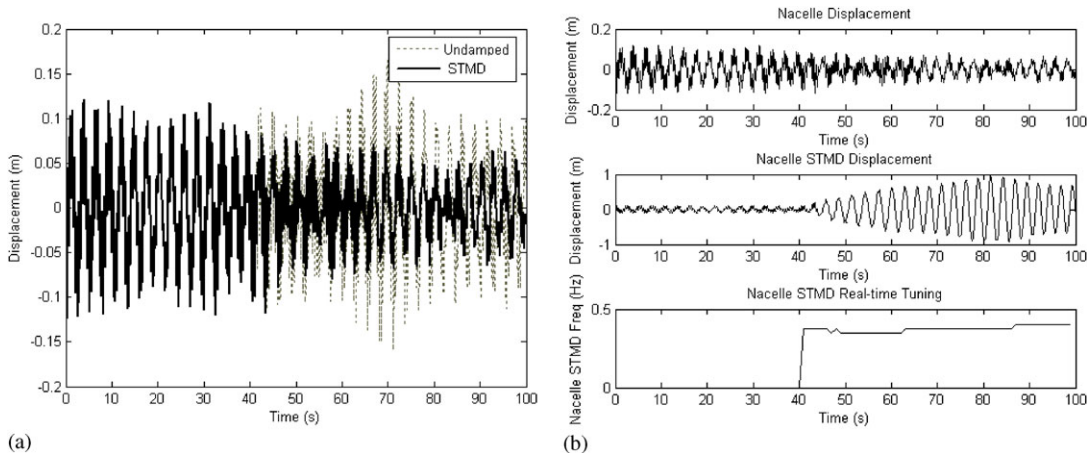 0.2
0.15
0.1
0.05
0
-0.05
-0.1
-0.15
-0.2
Displacement (m)
Undamped
STMD
0 10 20 30 40 50 60 70 80 90 100
Time (s)
(a)
Nacelle Displacement
0.2
0
-0.2
Displacement (m)
0 10 20 30 40 50 60 70 80 90 100
Time (s)
Nacelle STMD Displacement
1
0
-1
Displacement (m)
0 10 20 30 40 50 60 70 80 90 100
Time (s)
Nacelle STMD Real-time Tuning
0.5
0
Nacelle STMD Freq (Hz)
0 10 20 30 40 50 60 70 80 90 100
Time (s)
(b)